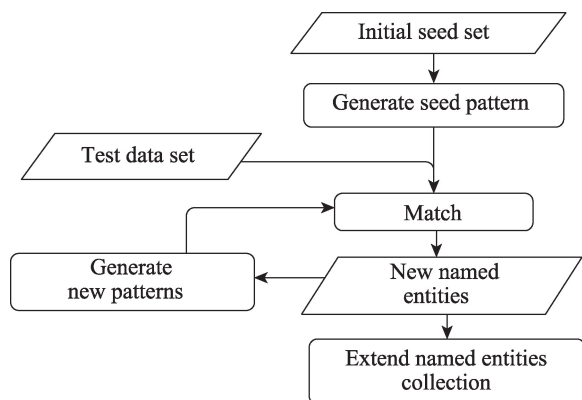 Initial seed set
Generate seed pattern
Test data set
Match
Generate
new patterns
New named
entities
Extend named entities
collection